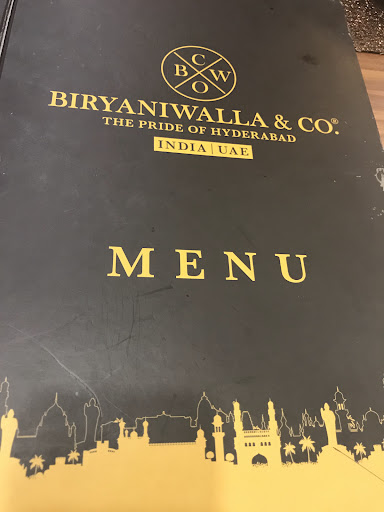 C
B W
O
BIRYANIWALLA & CO.®
THE PRIDE OF HYDERABAD
INDIA | UAE
MENU